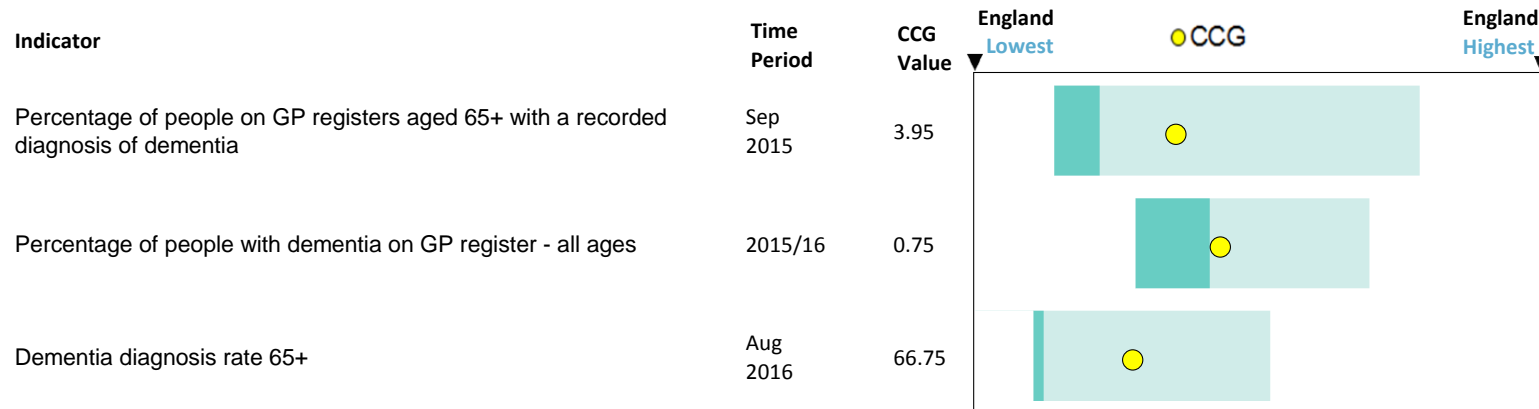 Indicator
Time Period
CCG Value
England Lowest
CCG
England Highest
Percentage of people on GP registers aged 65+ with a recorded
diagnosis of dementia
Sep
2015
3.95
Percentage of people with dementia on GP register - all ages
2015/16
0.75
Dementia diagnosis rate 65+
Aug
2016
66.75